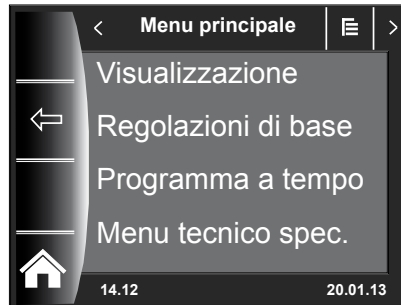 Menu principale
Visualizzazione
Regolazioni di base
Programma a tempo
Menu tecnico spec.
14.12 20.01.13